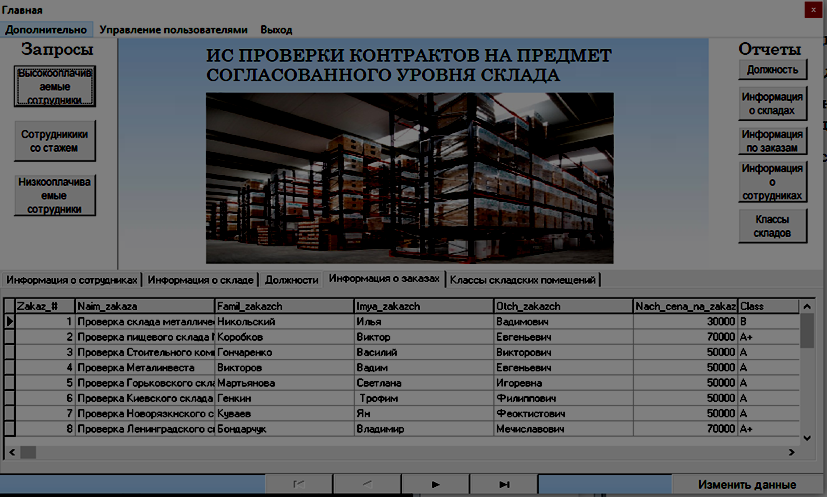 Главная
x
Дополнительно Управление пользователями Выход
Запросы
Высокооплачив
аемые
сотрудники
Сотрудникики
со стажем
Низкооплачива
емые
сотрудники
ИС ПРОВЕРКИ КОНТРАКТОВ НА ПРЕДМЕТ
СОГЛАСОВАННОГО УРОВНЯ СКЛАДА
Отчеты
Должность
Информация
о складах
Информация
по заказам
Информация
о
сотрудниках
Классы
складов
Информация о сотрудниках Информация о складе Должности Информация о заказах Классы складских помещений
Zakaz_# Naim_zakaza Famil_zakazch Imya_zakazch Otch_zakazch Nach_cena_na_zakaz Class
1 Проверка склада металличес Никольский Илья Вадимович 30000 B
2 Проверка пищевого склада Коробков Виктор Евгеньевич 70000 A+
3 Проверка Стоительного ком Гончаренко Василий Викторович 50000 A
4 Проверка Металинвеста Викторов Вадим Евгеньевич 50000 A
5 Проверка Горьковского скла Мартьянова Светлана Игоревна 50000 A
6 Проверка Киевского склада Генкин Трофим Филиппович 50000 A
7 Проверка Новорязкнского с Куваев Ян Феоктистович 50000 A
8 Проверка Ленинградского с Бондарчук Владимир Мечиславович 70000 A+
Изменить данные